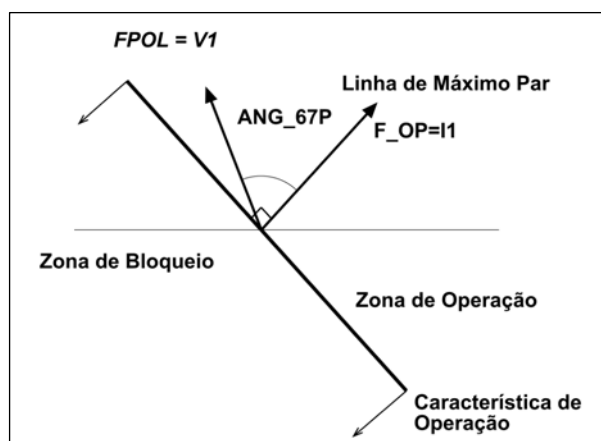 FPOL = V1
Linha de Máximo Par
ANG_67P
F_OP=I1
Zona de Bloqueio
Zona de Operação
Característica de
Operação